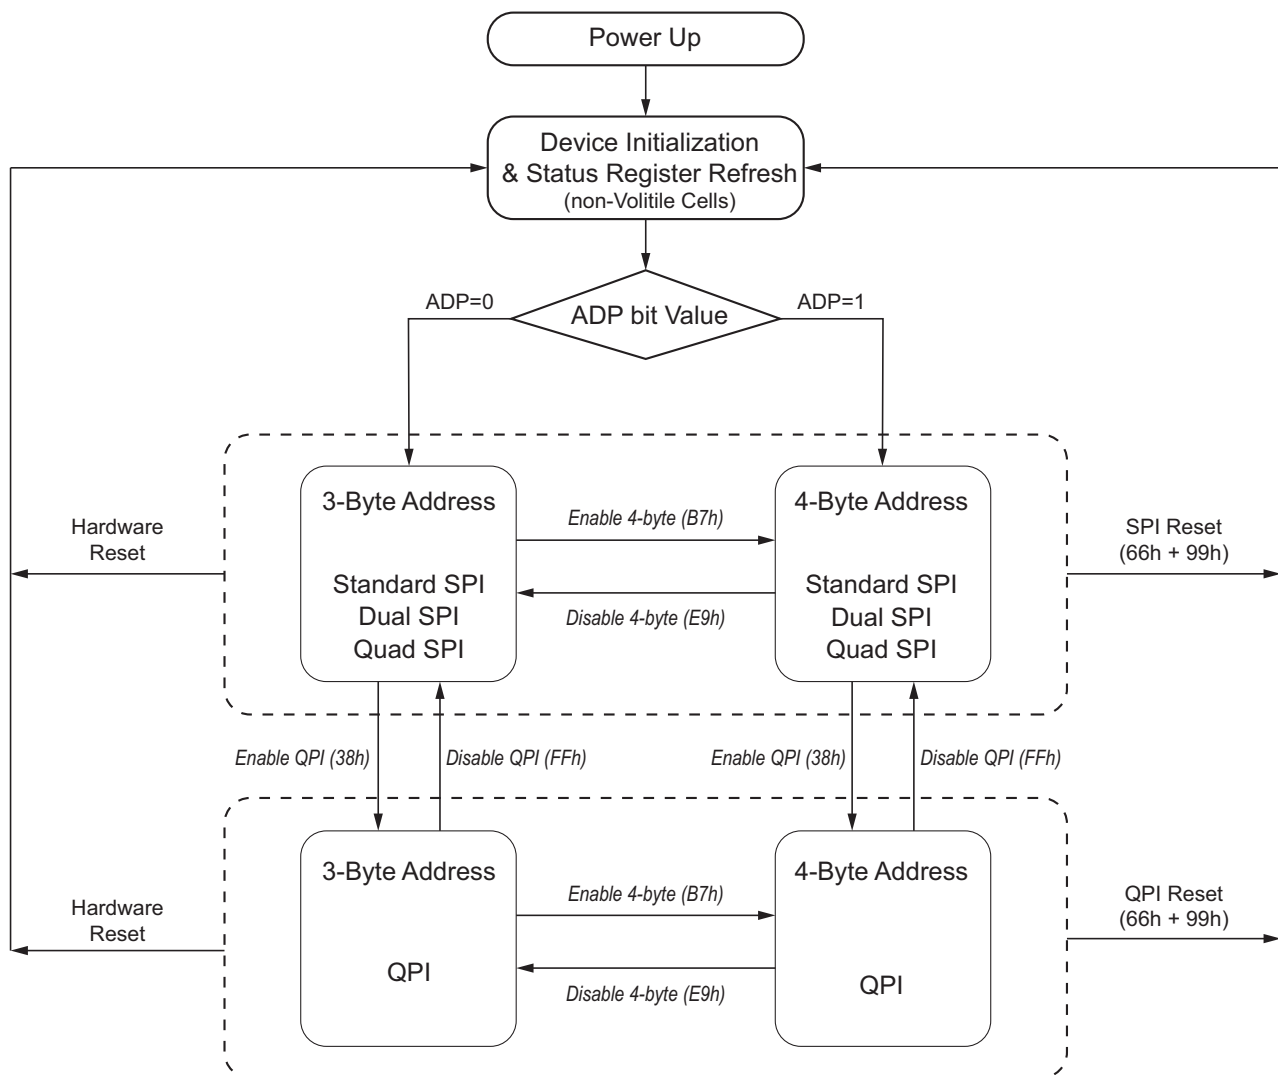 Power Up
Device Initialization
& Status Register Refresh
(non-Volitile Cells)
ADP=0
ADP bit Value
ADP=1
3-Byte Address
Standard SPI
Dual SPI
Quad SPI
Enable 4-byte (B7h)
Disable 4-byte (E9h)
4-Byte Address
Standard SPI
Dual SPI
Quad SPI
Hardware
Reset
SPI Reset
(66h + 99h)
Enable QPI (38h)
Disable QPI (FFh)
Enable QPI (38h)
Disable QPI (FFh)
3-Byte Address
QPI
Enable 4-byte (B7h)
Disable 4-byte (E9h)
4-Byte Address
QPI
Hardware
Reset
QPI Reset
(66h + 99h)